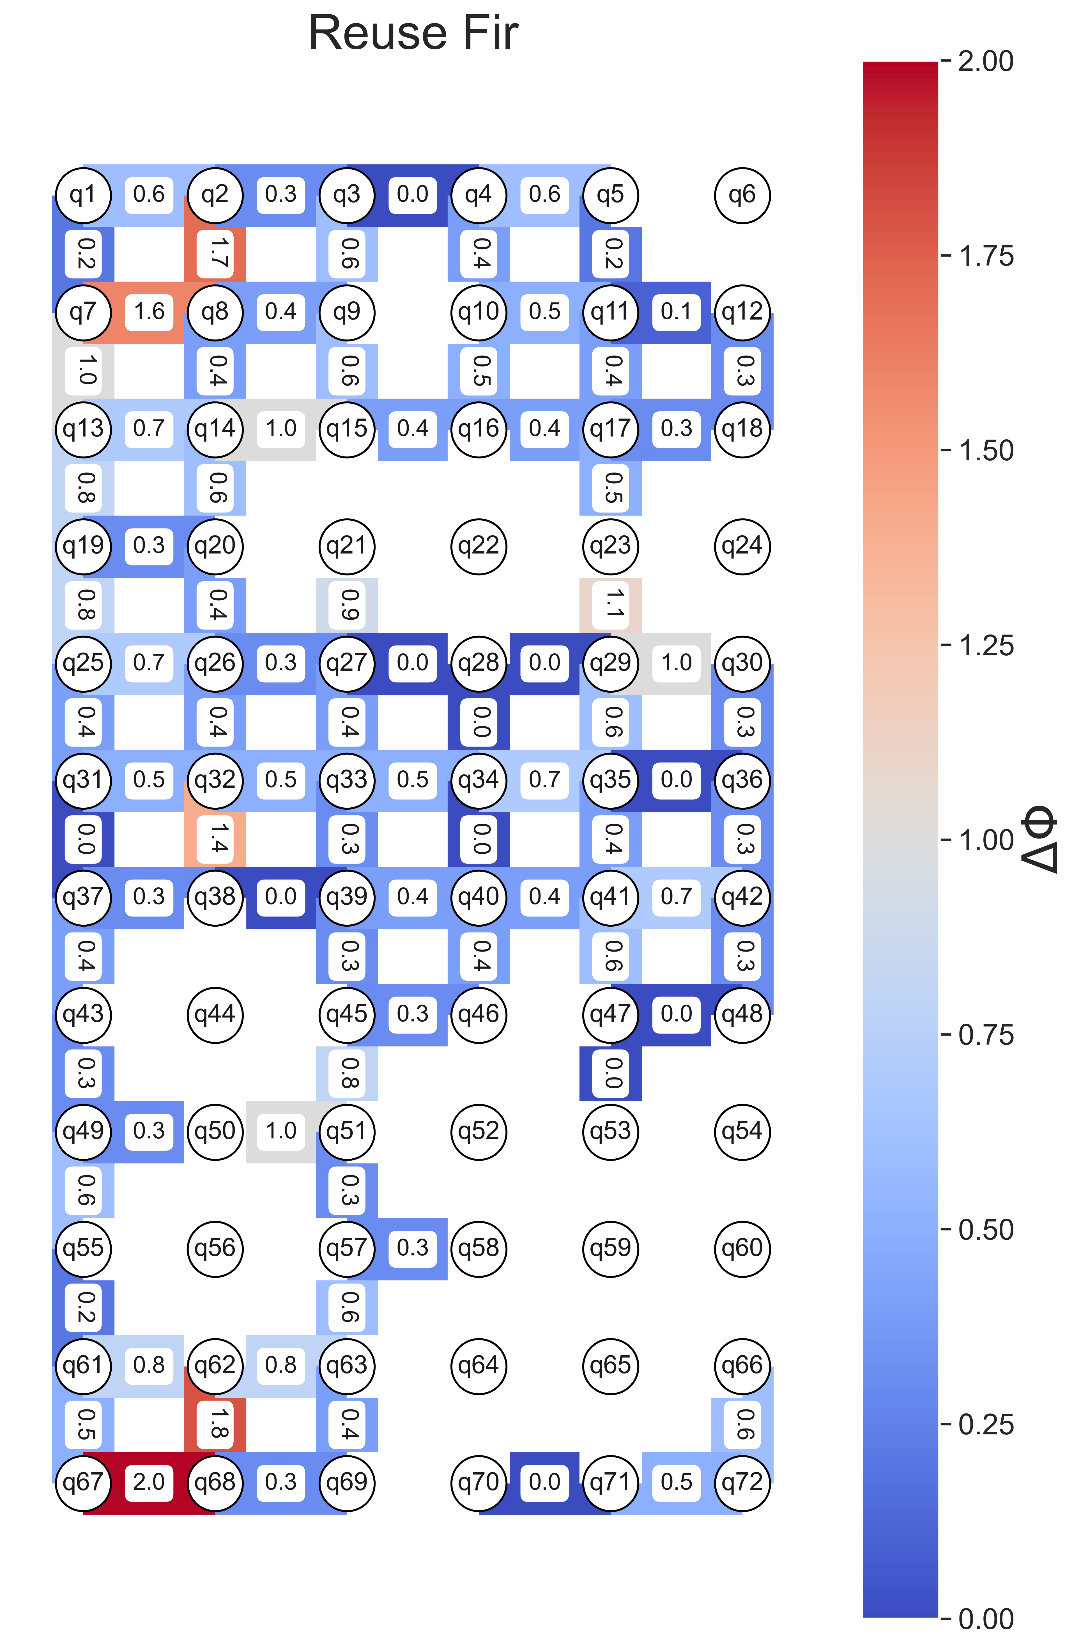 Reuse Fir
q1 0.6 q2 0.3 q3 0.0 q4 0.6 q5 q6
0.2 1.7 0.6 0.4 0.2
q7 1.6 q8 0.4 q9 q10 0.5 q11 0.1 q12
1.0 0.4 0.6 0.5 0.4 0.3
q13 0.7 q14 1.0 q15 0.4 q16 0.4 q17 0.3 q18
0.8 0.6 0.5
q19 0.3 q20 q21 q22 q23 q24
0.8 0.4 0.9 1.1
q25 0.7 q26 0.3 q27 0.0 q28 0.0 q29 1.0 q30
0.4 0.4 0.4 0.0 0.6 0.3
q31 0.5 q32 0.5 q33 0.5 q34 0.7 q35 0.0 q36
0.0 1.4 0.3 0.0 0.4 0.3
q37 0.3 q38 0.0 q39 0.4 q40 0.4 q41 0.7 q42
0.4 0.3 0.4 0.6 0.3
q43 q44 q45 0.3 q46 q47 0.0 q48
0.3 0.8 0.0
q49 0.3 q50 1.0 q51 q52 q53 q54
0.6 0.3
q55 q56 q57 0.3 q58 q59 q60
0.2 0.6
q61 0.8 q62 0.8 q63 q64 q65 q66
0.5 1.8 0.4 0.6
q67 2.0 q68 0.3 q69 q70 0.0 q71 0.5 q72
2.00
1.75
1.50
1.25
1.00
0.75
0.50
0.25
0.00
ΔΦ